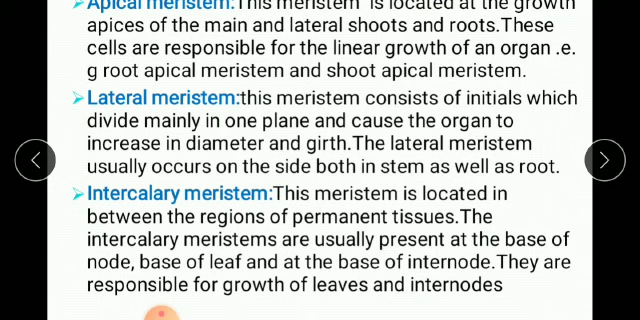 ➢Apical meristem:This meristem is located at the growth
apices of the main and lateral shoots and roots.These
cells are responsible for the linear growth of an organ .e.
g root apical meristem and shoot apical meristem.
➢Lateral meristem:this meristem consists of initials which
divide mainly in one plane and cause the organ to
increase in diameter and girth.The lateral meristem
usually occurs on the side both in stem as well as root.
➢Intercalary meristem:This meristem is located in
between the regions of permanent tissues.The
intercalary meristems are usually present at the base of
node, base of leaf and at the base of internode.They are
responsible for growth of leaves and internodes